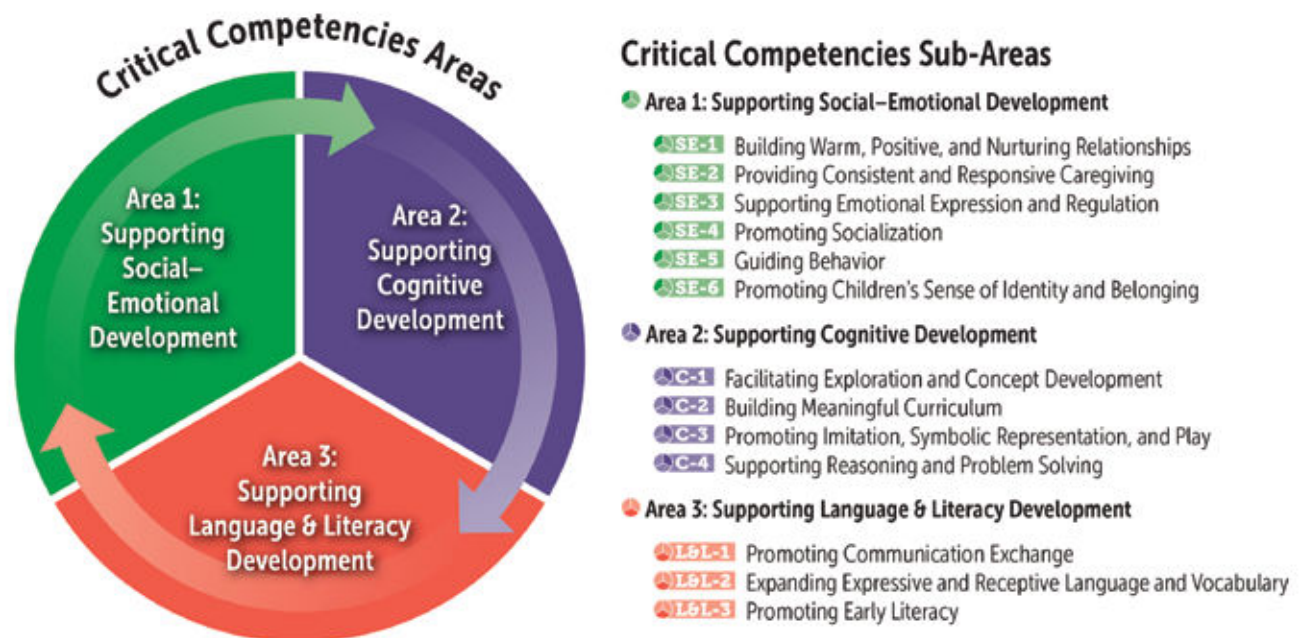 Critical Competencies Areas
Area 1:
Supporting
Social–
Emotional
Development
Area 2:
Supporting
Cognitive
Development
Area 3:
Supporting
Language & Literacy
Development
Critical Competencies Sub-Areas
Area 1: Supporting Social–Emotional Development
SE-1 Building Warm, Positive, and Nurturing Relationships
SE-2 Providing Consistent and Responsive Caregiving
SE-3 Supporting Emotional Expression and Regulation
SE-4 Promoting Socialization
SE-5 Guiding Behavior
SE-6 Promoting Children's Sense of Identity and Belonging
Area 2: Supporting Cognitive Development
C-1 Facilitating Exploration and Concept Development
C-2 Building Meaningful Curriculum
C-3 Promoting Imitation, Symbolic Representation, and Play
C-4 Supporting Reasoning and Problem Solving
Area 3: Supporting Language & Literacy Development
L&L-1 Promoting Communication Exchange
L&L-2 Expanding Expressive and Receptive Language and Vocabulary
L&L-3 Promoting Early Literacy